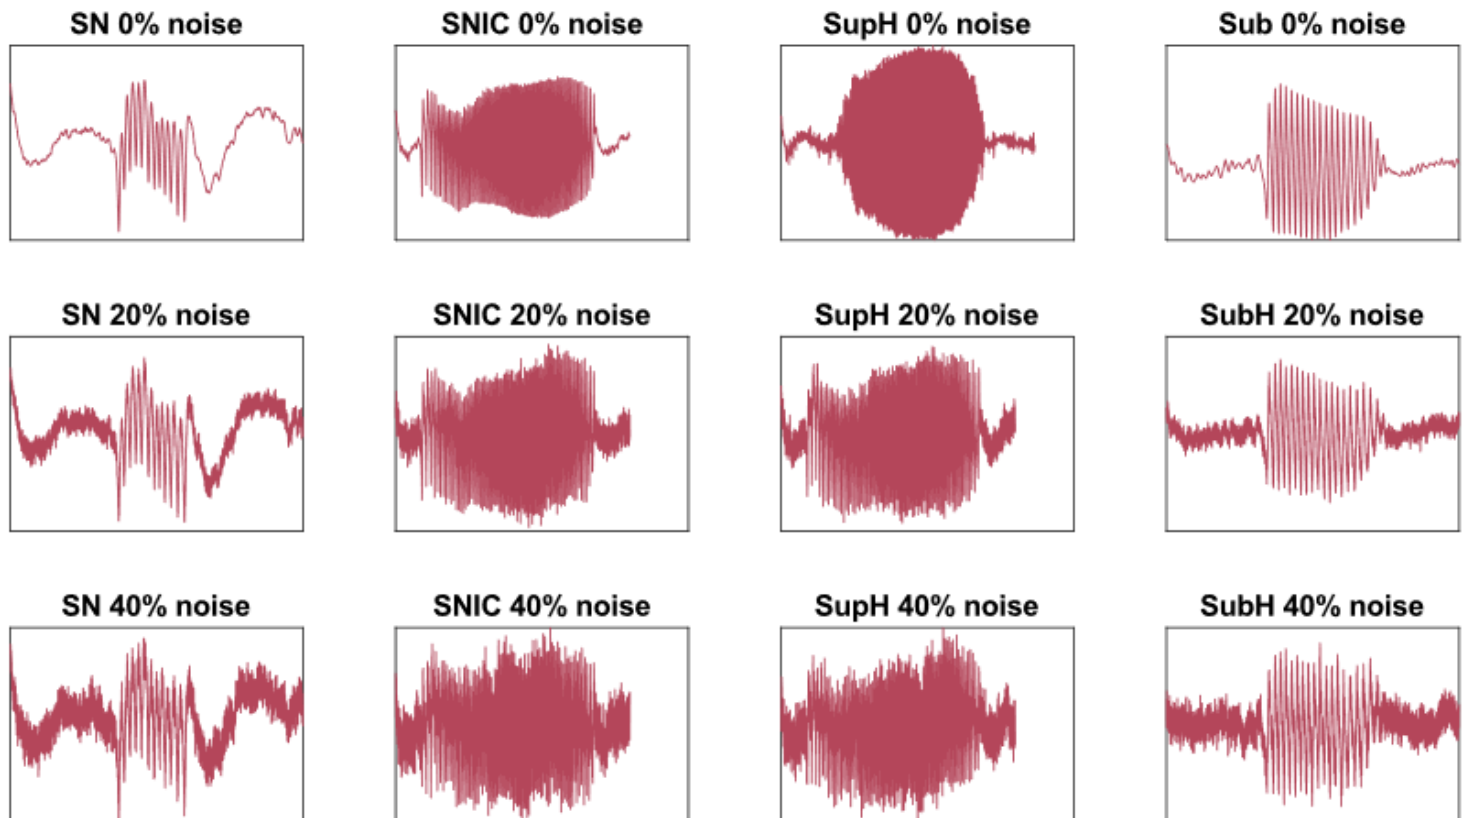 SN 0% noise
SNIC 0% noise
SupH 0% noise
Sub 0% noise
SN 20% noise
SNIC 20% noise
SupH 20% noise
SubH 20% noise
SN 40% noise
SNIC 40% noise
SupH 40% noise
SubH 40% noise